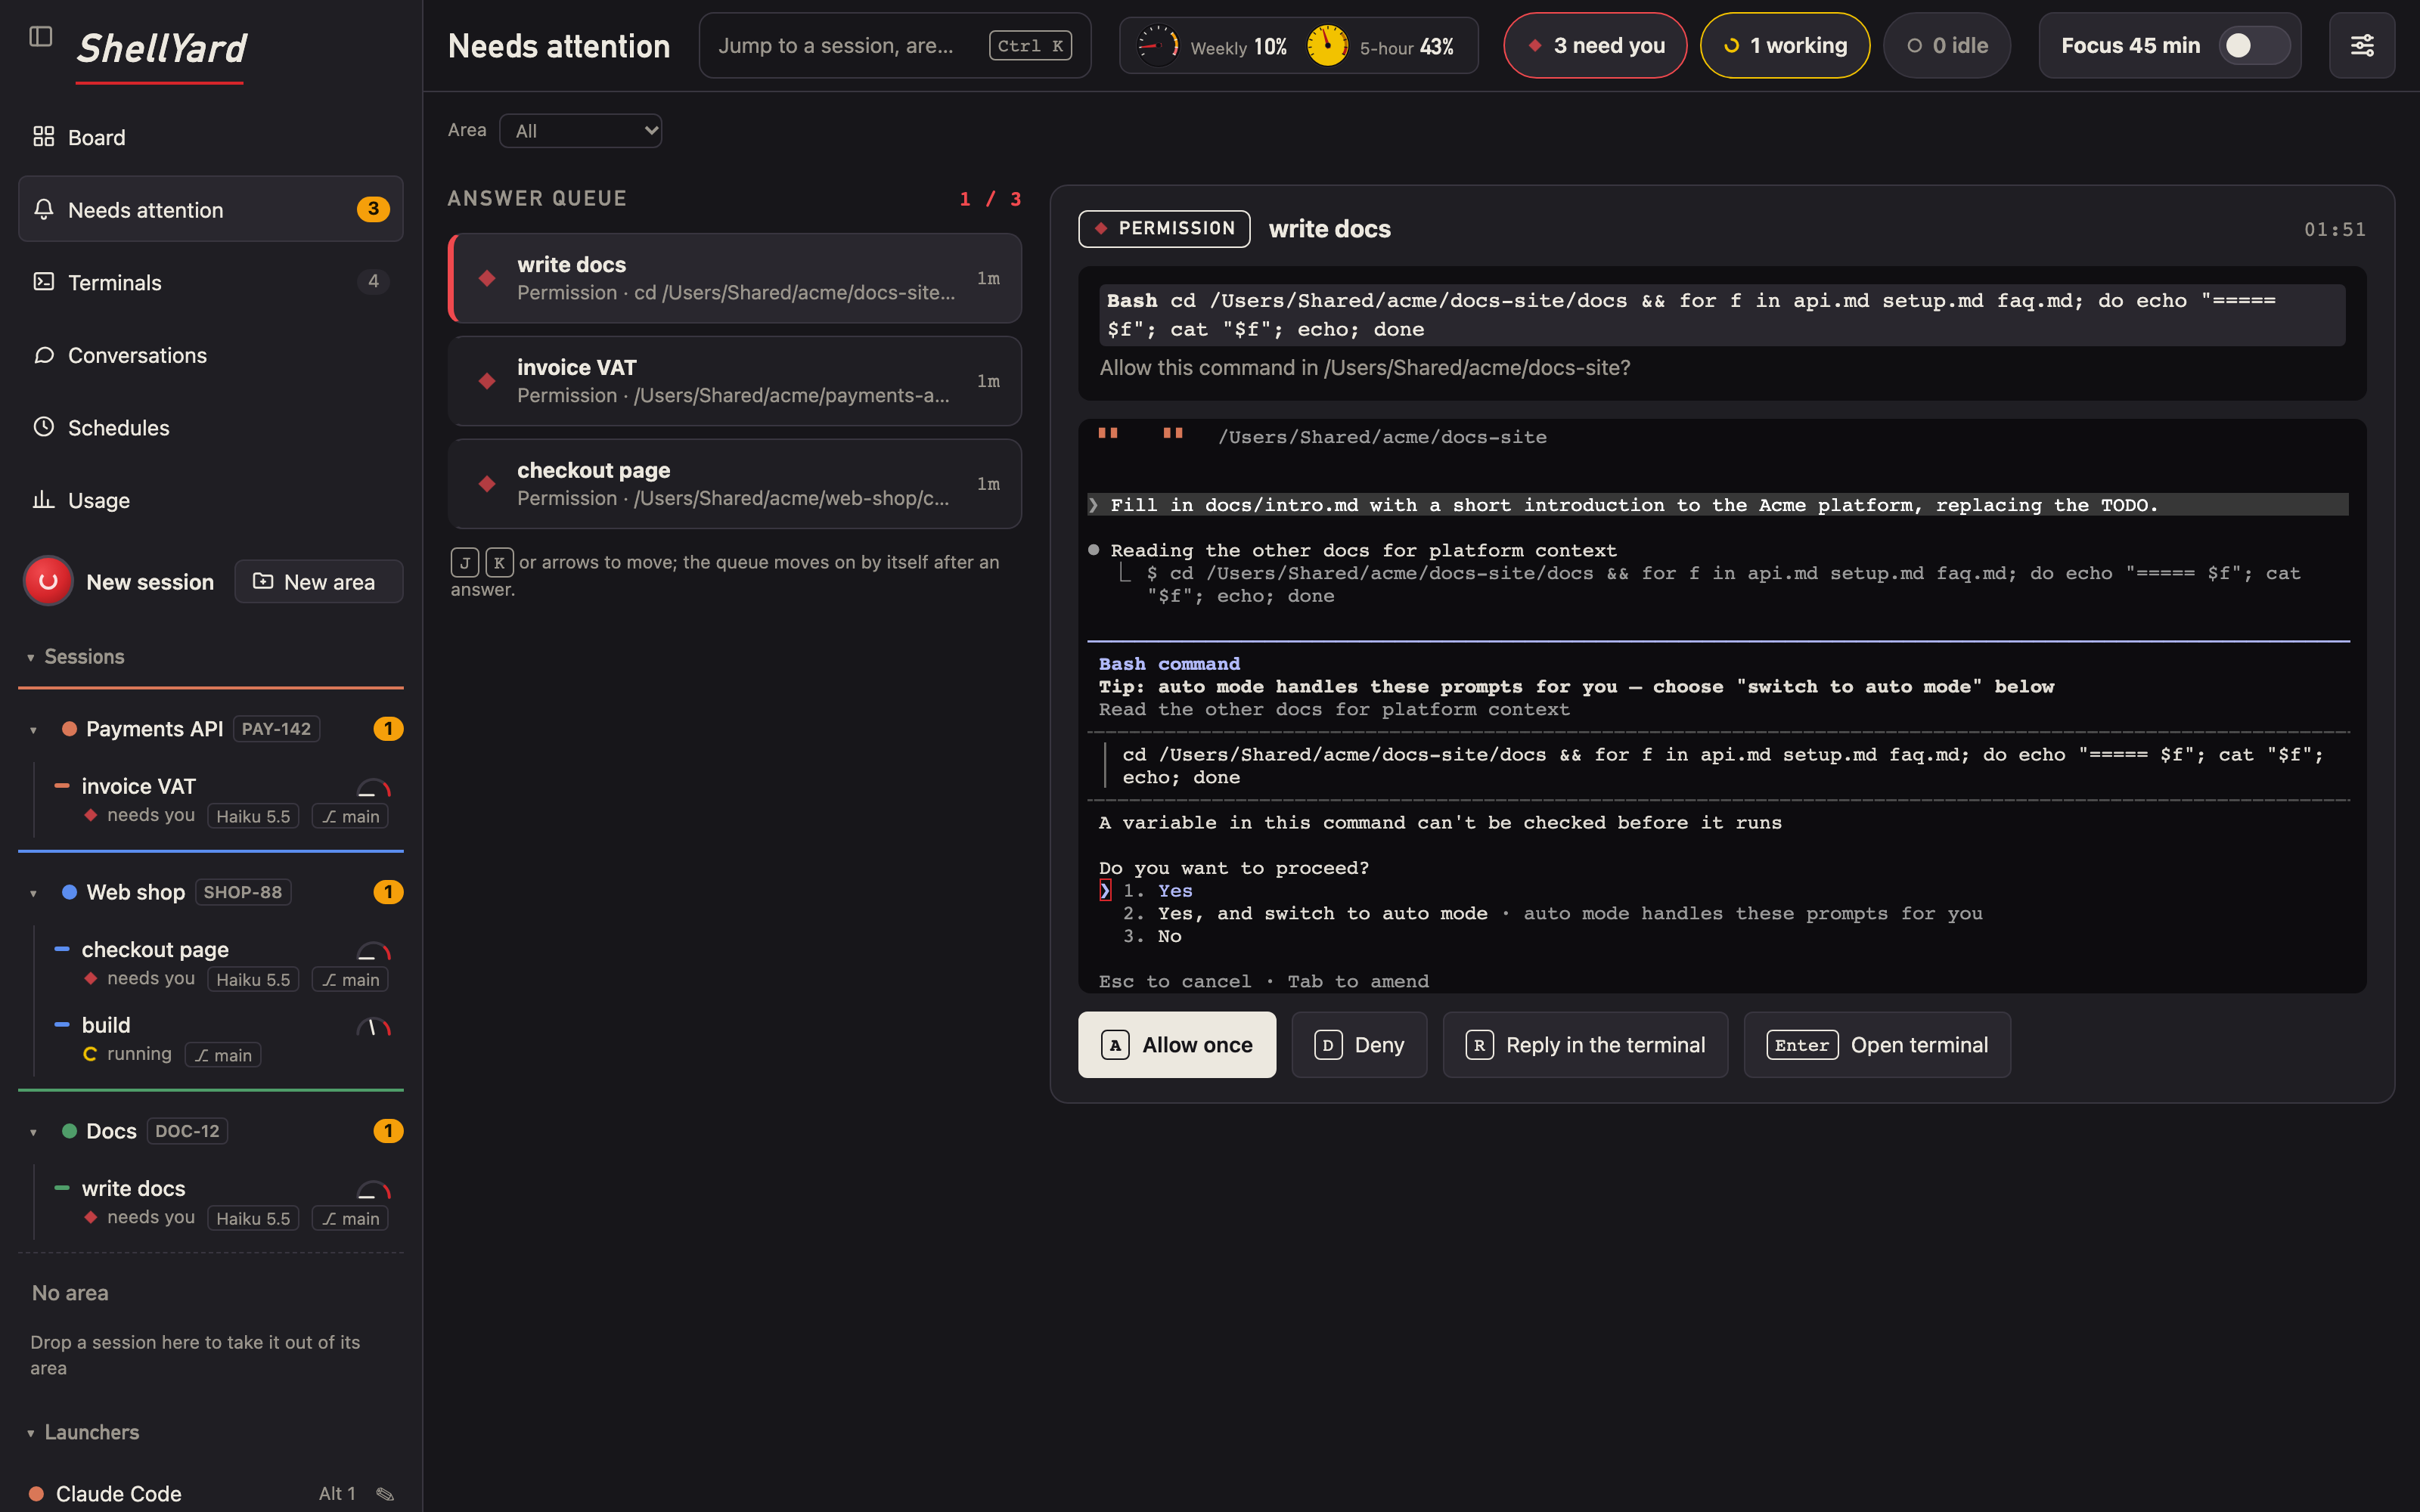 ShellYard
Board
Needs attention 3
Terminals 4
Conversations
Schedules
Usage
New session New area
Sessions
Payments API PAY-142 1
invoice VAT
needs you Haiku 5.5 main
Web shop SHOP-88 1
checkout page
needs you Haiku 5.5 main
build
running main
Docs DOC-12 1
write docs
needs you Haiku 5.5 main
No area
Drop a session here to take it out of its
area
Launchers
Claude Code Alt 1
Needs attention Jump to a session, are... Ctrl K Weekly 10% 5-hour 43% 3 need you 1 working 0 idle Focus 45 min
Area All
ANSWER QUEUE 1 / 3
write docs
Permission · cd /Users/Shared/acme/docs-site... 1m
invoice VAT
Permission · /Users/Shared/acme/payments-a... 1m
checkout page
Permission · /Users/Shared/acme/web-shop/c... 1m
J K or arrows to move; the queue moves on by itself after an
answer.
PERMISSION write docs 01:51
Bash cd /Users/Shared/acme/docs-site/docs && for f in api.md setup.md faq.md; do echo "=====
$f"; cat "$f"; echo; done
Allow this command in /Users/Shared/acme/docs-site?
/Users/Shared/acme/docs-site
❯ Fill in docs/intro.md with a short introduction to the Acme platform, replacing the TODO.
● Reading the other docs for platform context
$ cd /Users/Shared/acme/docs-site/docs && for f in api.md setup.md faq.md; do echo "===== $f"; cat
"$f"; echo; done
Bash command
Tip: auto mode handles these prompts for you — choose "switch to auto mode" below
Read the other docs for platform context
cd /Users/Shared/acme/docs-site/docs && for f in api.md setup.md faq.md; do echo "===== $f"; cat "$f";
echo; done
A variable in this command can't be checked before it runs
Do you want to proceed?
❯ 1. Yes
2. Yes, and switch to auto mode · auto mode handles these prompts for you
3. No
Esc to cancel · Tab to amend
A Allow once D Deny R Reply in the terminal Enter Open terminal